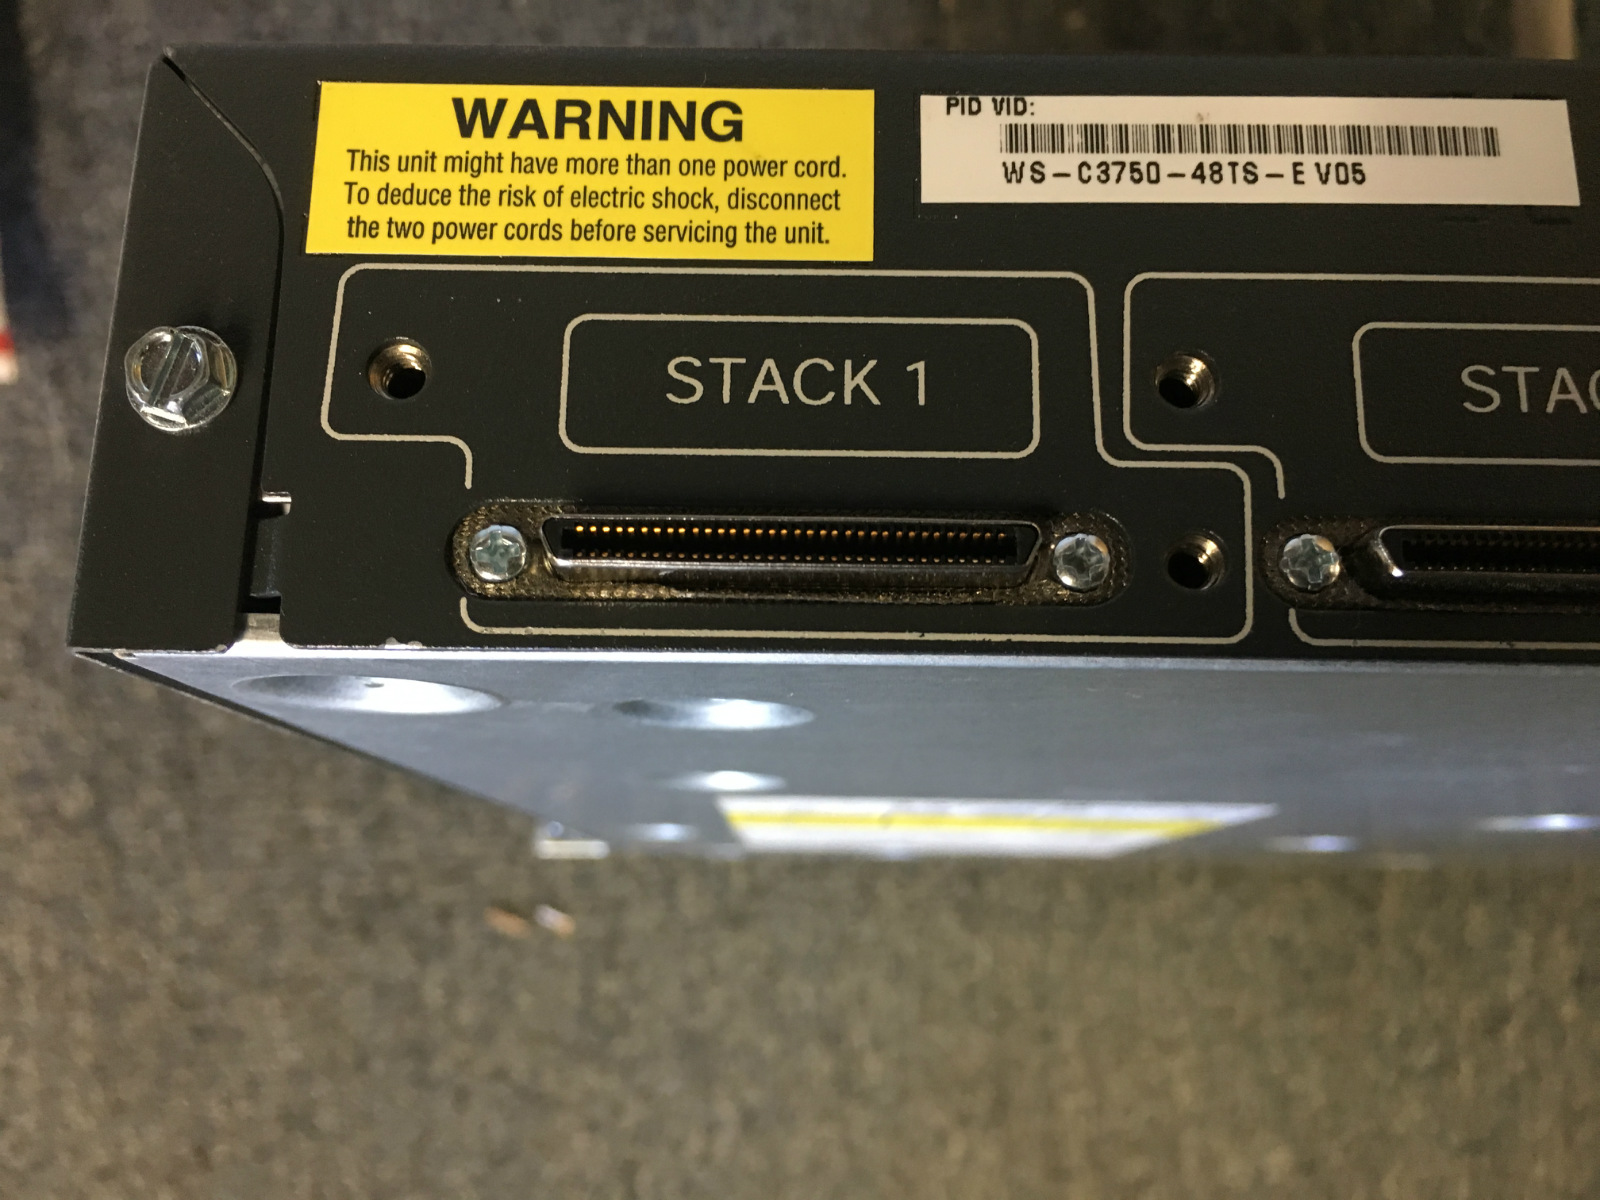 WARNING
This unit might have more than one power cord.
To deduce the risk of electric shock, disconnect
the two power cords before servicing the unit.
PID VID:
WS-C3750-48TS-E V05
STACK 1
STAC